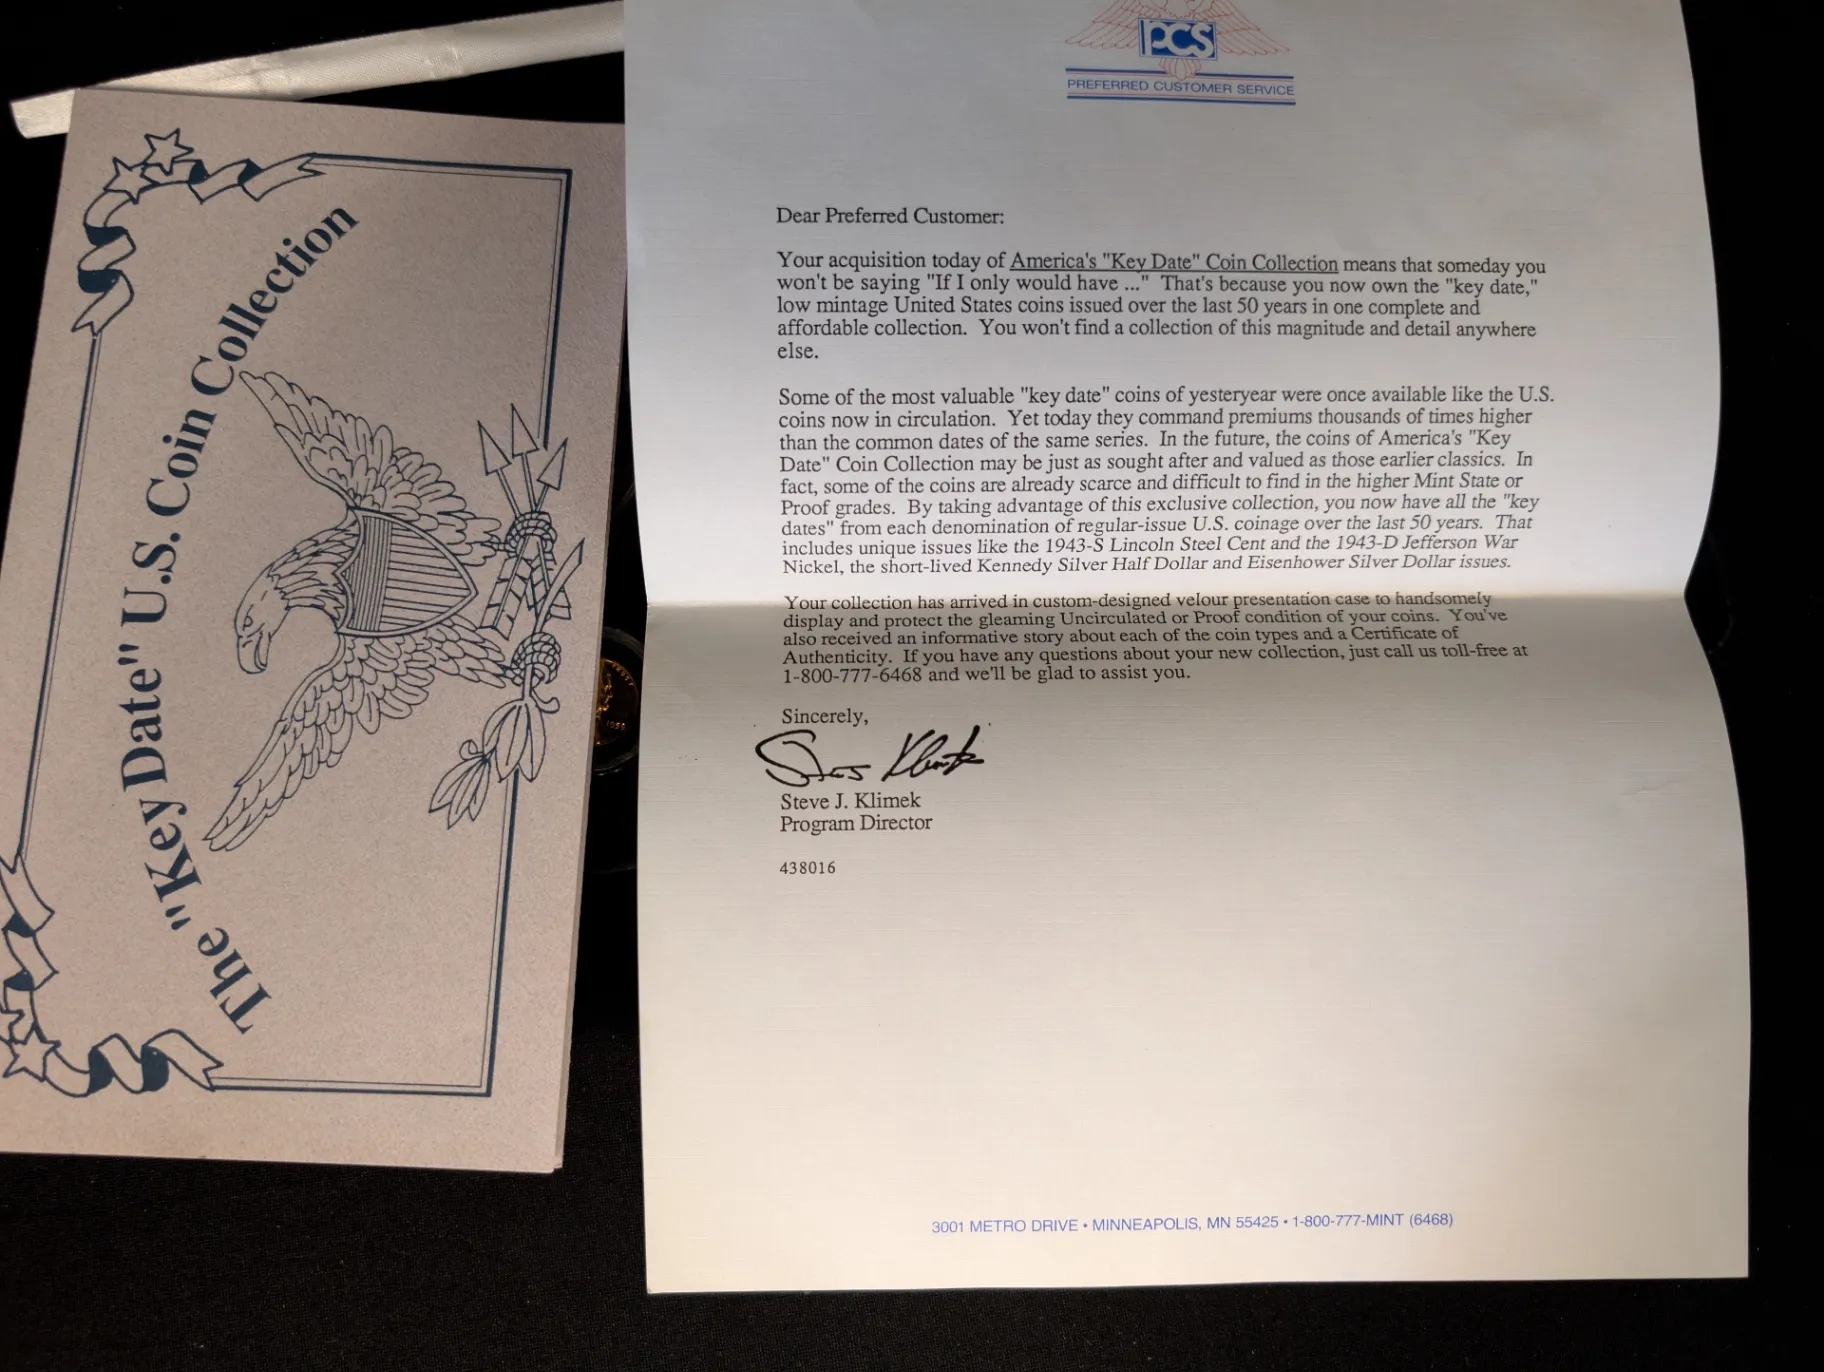 The "Key Date" U.S. Coin Collection
PCS
PREFERRED CUSTOMER SERVICE
Dear Preferred Customer:
Your acquisition today of America's "Key Date" Coin Collection means that someday you
won't be saying "If I only would have ..." That's because you now own the "key date,"
low mintage United States coins issued over the last 50 years in one complete and
affordable collection. You won't find a collection of this magnitude and detail anywhere
else.
Some of the most valuable "key date" coins of yesteryear were once available like the U.S.
coins now in circulation. Yet today they command premiums thousands of times higher
than the common dates of the same series. In the future, the coins of America's "Key
Date" Coin Collection may be just as sought after and valued as those earlier classics. In
fact, some of the coins are already scarce and difficult to find in the higher Mint State or
Proof grades. By taking advantage of this exclusive collection, you now have all the "key
dates" from each denomination of regular-issue U.S. coinage over the last 50 years. That
includes unique issues like the 1943-S Lincoln Steel Cent and the 1943-D Jefferson War
Nickel, the short-lived Kennedy Silver Half Dollar and Eisenhower Silver Dollar issues.
Your collection has arrived in custom-designed velour presentation case to handsomely
display and protect the gleaming Uncirculated or Proof condition of your coins. You've
also received an informative story about each of the coin types and a Certificate of
Authenticity. If you have any questions about your new collection, just call us toll-free at
1-800-777-6468 and we'll be glad to assist you.
Sincerely,
Steve J. Klimek
Program Director
438016
3001 METRO DRIVE • MINNEAPOLIS, MN 55425 • 1-800-777-MINT (6468)